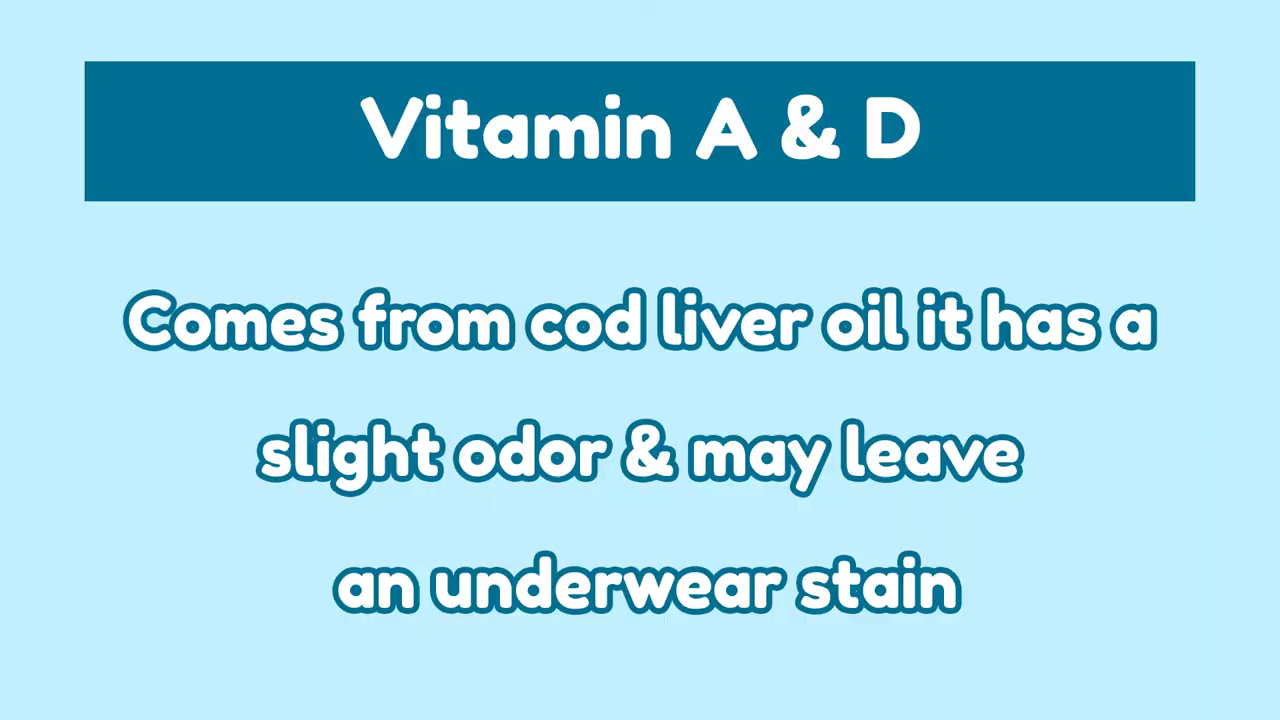 Vitamin A & D
Comes from cod liver oil it has a
slight odor & may leave
an underwear stain